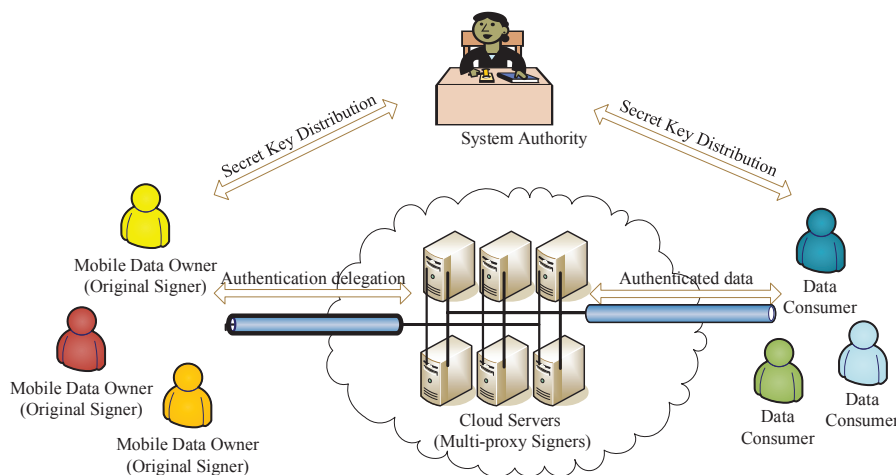 System Authority
Secret Key Distribution
Secret Key Distribution
Mobile Data Owner
(Original Signer)
Authentication delegation
Authenticated data
Data
Consumer
Mobile Data Owner
(Original Signer)
Mobile Data Owner
(Original Signer)
Cloud Servers
(Multi-proxy Signers)
Data
Consumer
Data
Consumer